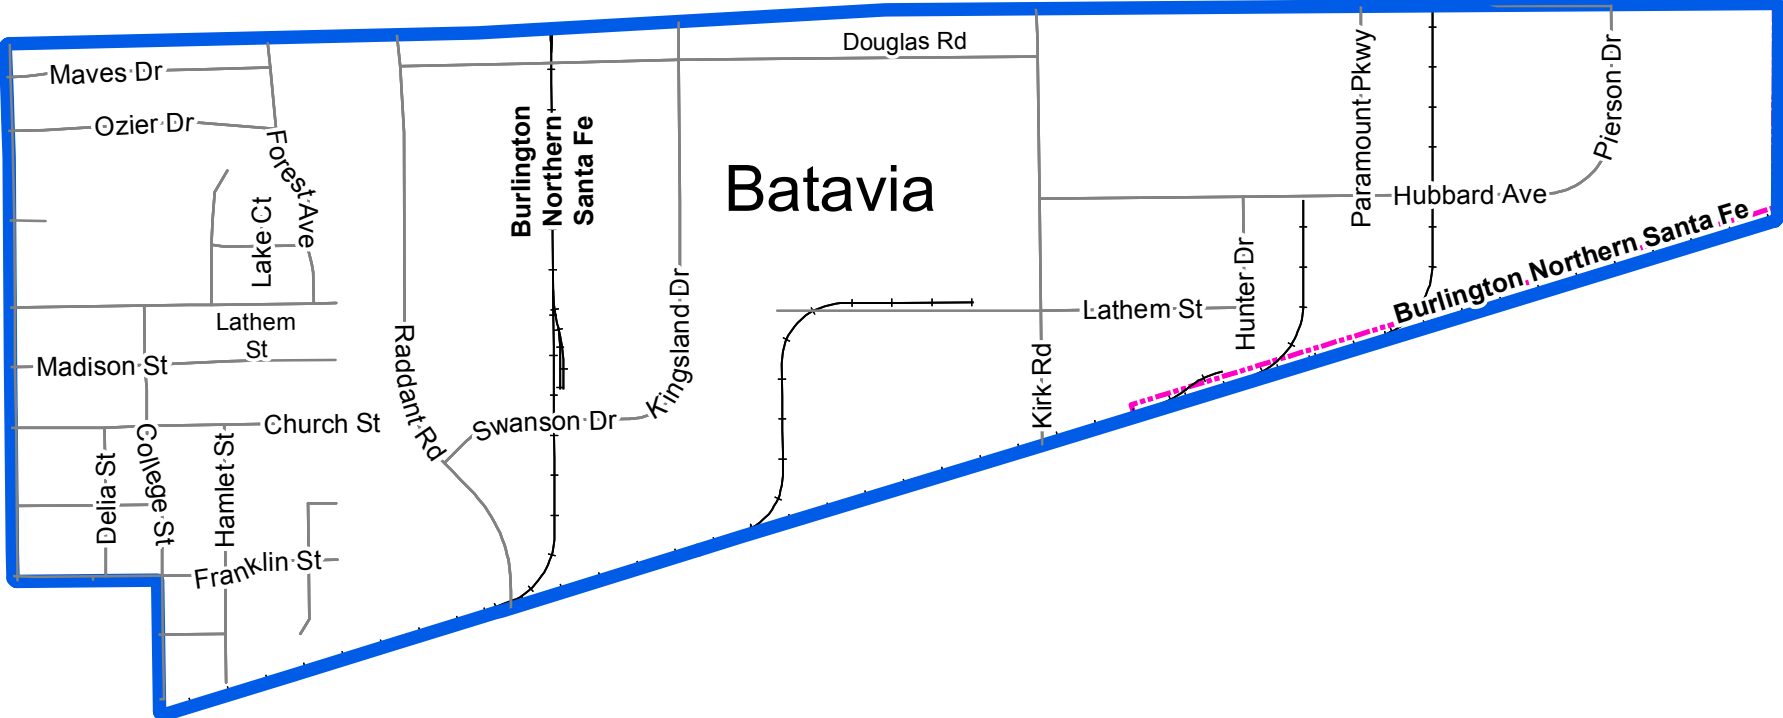 Douglas Rd
Maves Dr
Ozier Dr
Forest Ave
Lake Ct
Burlington
Northern
Santa Fe
Batavia
Paramount Pkwy
Pierson Dr
Hubbard Ave
Burlington Northern Santa Fe
Hunter Dr
Lathem St
Kingsland Dr
Lathem
St
Madison St
Raddant Rd
Kirk Rd
Church St
Swanson Dr
College St
Delia St
Hamlet St
Franklin St